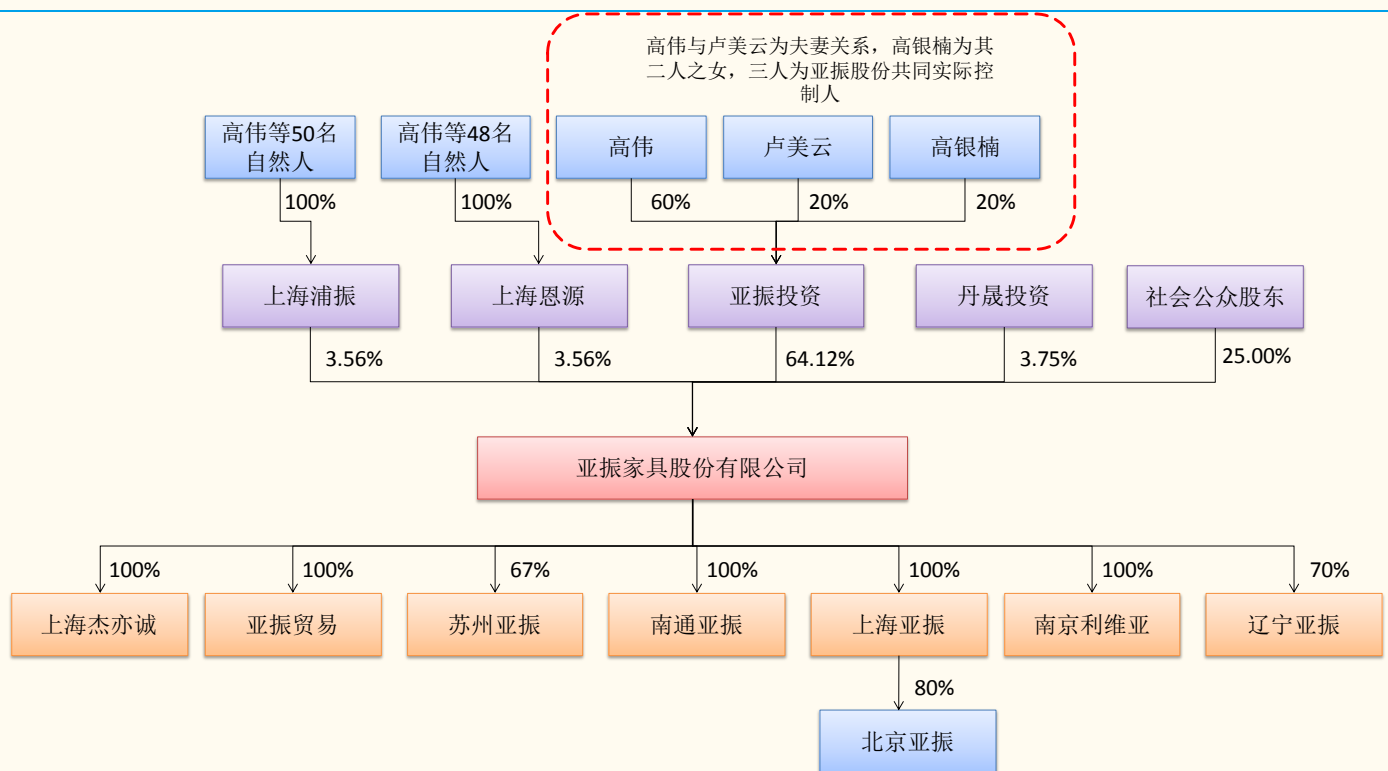 高伟与卢美云为夫妻关系，高银楠为其
二人之女，三人为亚振股份共同实际控
制人
高伟等50名
自然人
高伟等48名
自然人
高伟
卢美云
高银楠
100%
100%
60%
20%
20%
上海浦振
上海恩源
亚振投资
丹晟投资
社会公众股东
3.56%
3.56%
64.12%
3.75%
25.00%
亚振家具股份有限公司
100%
100%
67%
100%
100%
100%
70%
上海杰亦诚
亚振贸易
苏州亚振
南通亚振
上海亚振
南京利维亚
辽宁亚振
80%
北京亚振